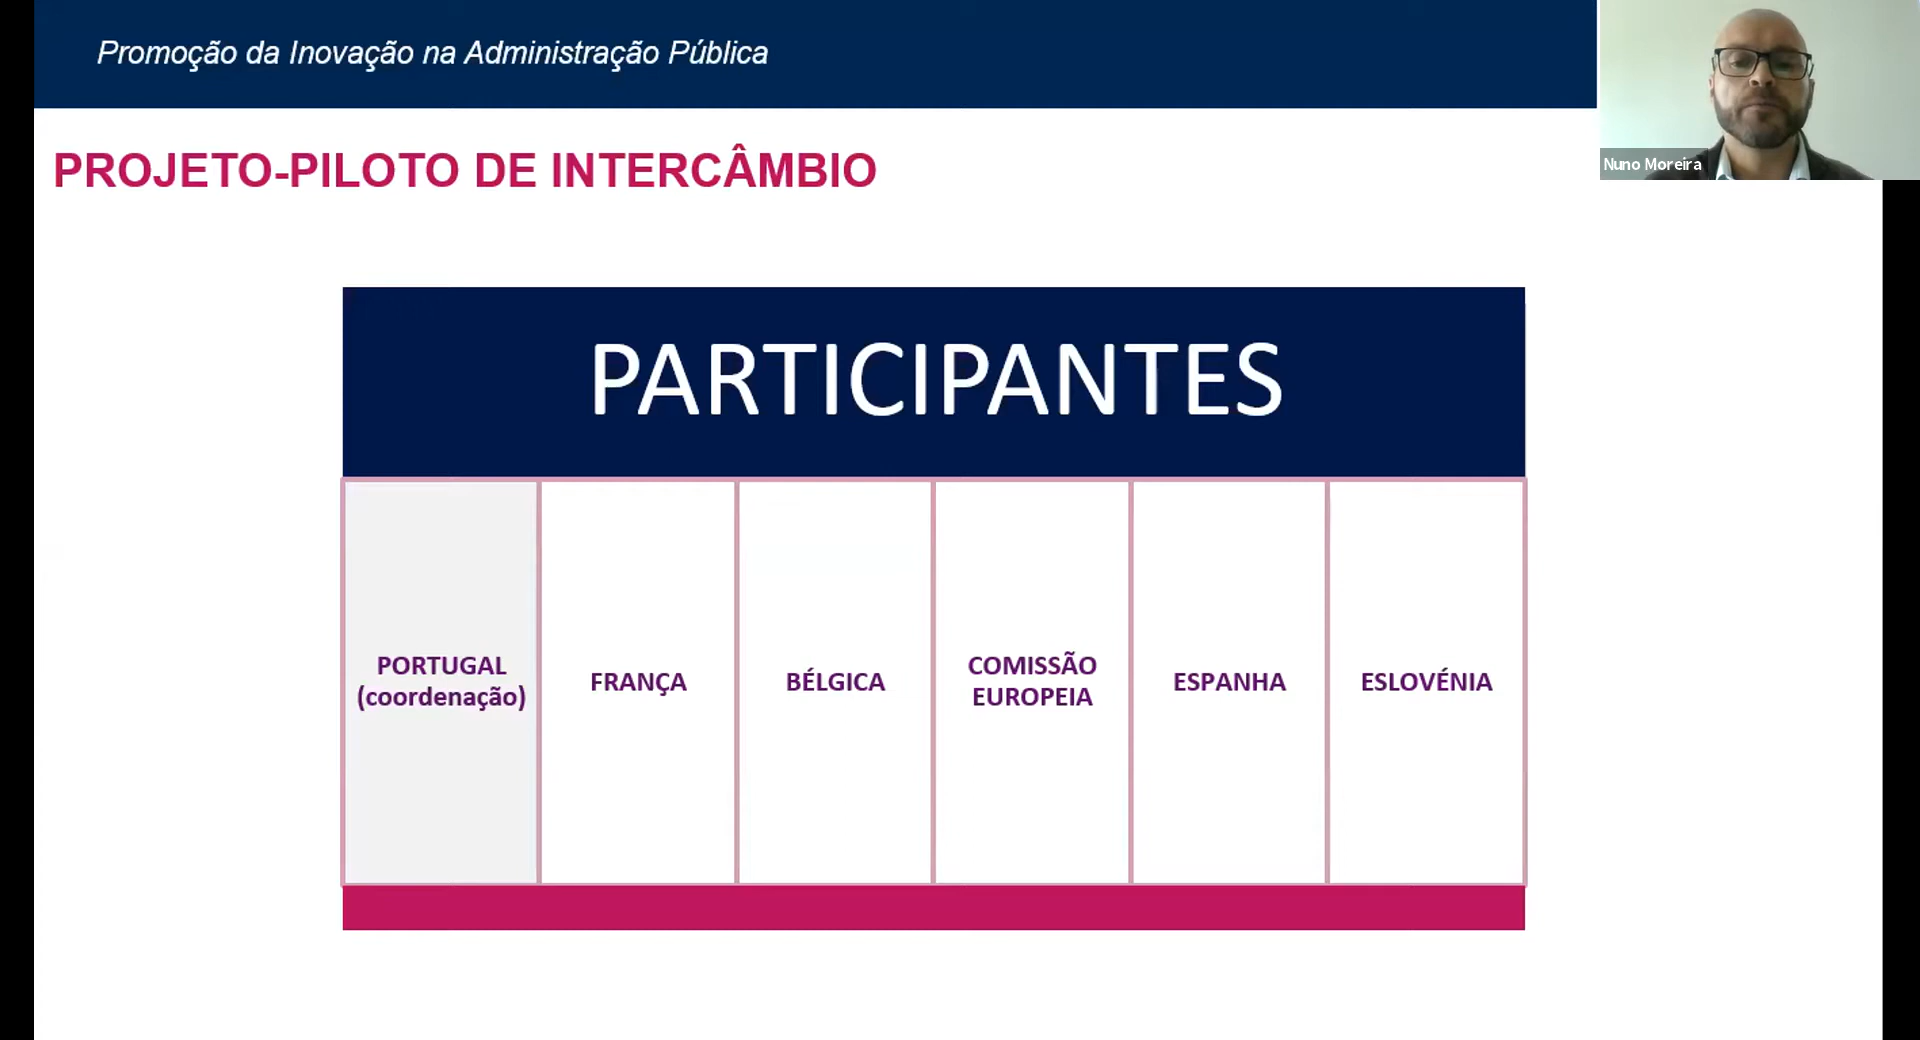 Promoção da Inovação na Administração Pública
Nuno Moreira
PROJETO-PILOTO DE INTERCÂMBIO
PARTICIPANTES
PORTUGAL
(coordenação)
FRANÇA
BÉLGICA
COMISSÃO
EUROPEIA
ESPANHA
ESLOVÉNIA